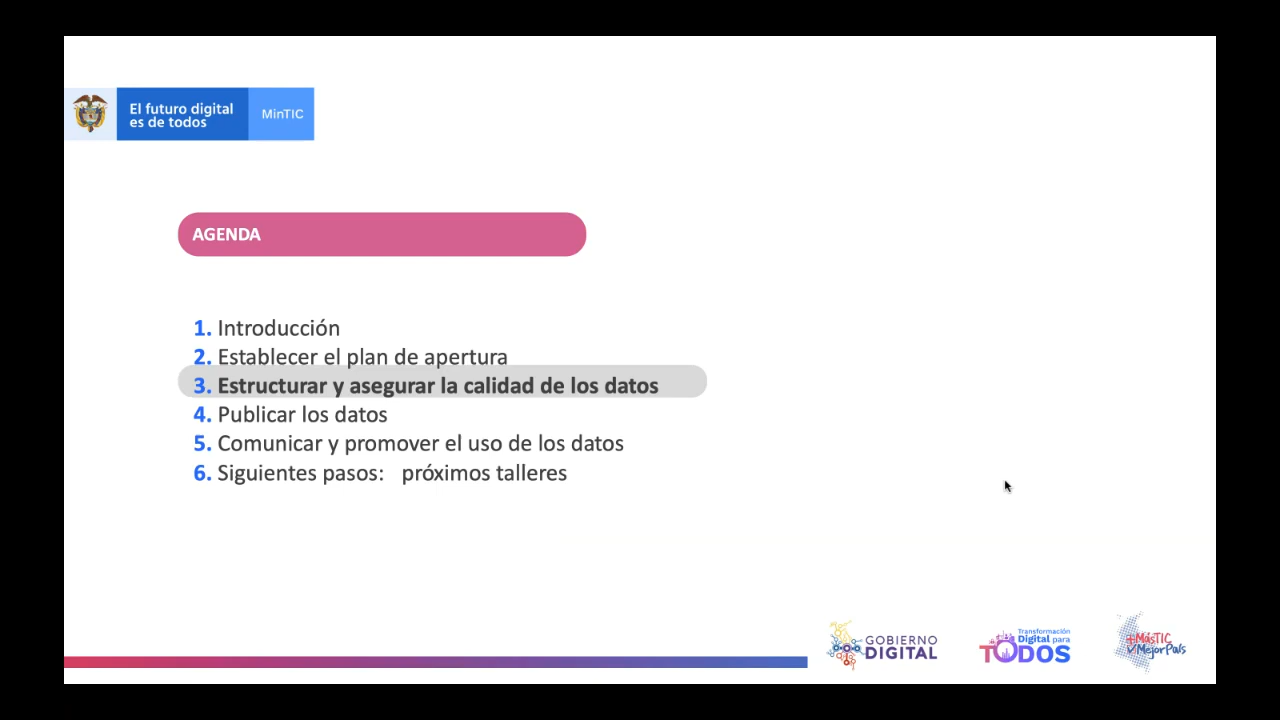 El futuro digital
es de todos
MinTIC
AGENDA
1. Introducción
2. Establecer el plan de apertura
3. Estructurar y asegurar la calidad de los datos
4. Publicar los datos
5. Comunicar y promover el uso de los datos
6. Siguientes pasos: próximos talleres
GOBIERNO
DIGITAL
Transformación
Digital para
TODOS
+MásTIC
MejorPaís